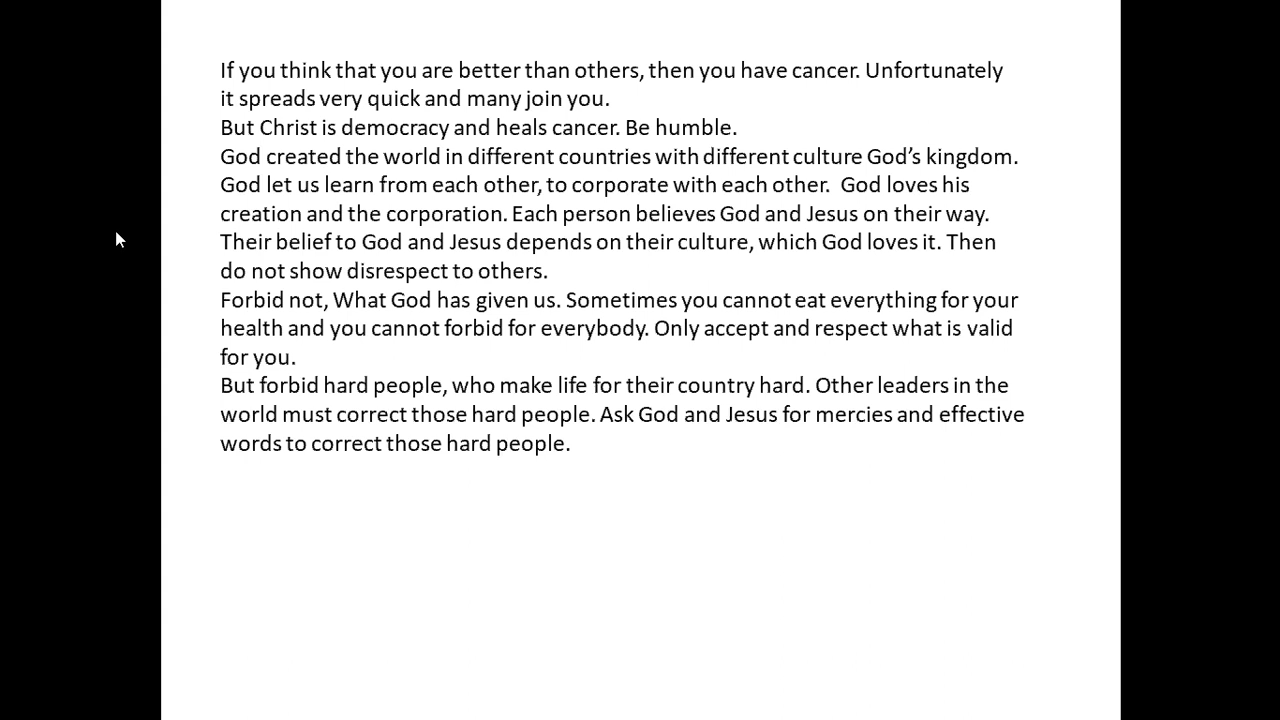 If you think that you are better than others, then you have cancer. Unfortunately
it spreads very quick and many join you.
But Christ is democracy and heals cancer. Be humble.
God created the world in different countries with different culture God’s kingdom.
God let us learn from each other, to corporate with each other.  God loves his
creation and the corporation. Each person believes God and Jesus on their way.
Their belief to God and Jesus depends on their culture, which God loves it. Then
do not show disrespect to others.
Forbid not, What God has given us. Sometimes you cannot eat everything for your
health and you cannot forbid for everybody. Only accept and respect what is valid
for you.
But forbid hard people, who make life for their country hard. Other leaders in the
world must correct those hard people. Ask God and Jesus for mercies and effective
words to correct those hard people.